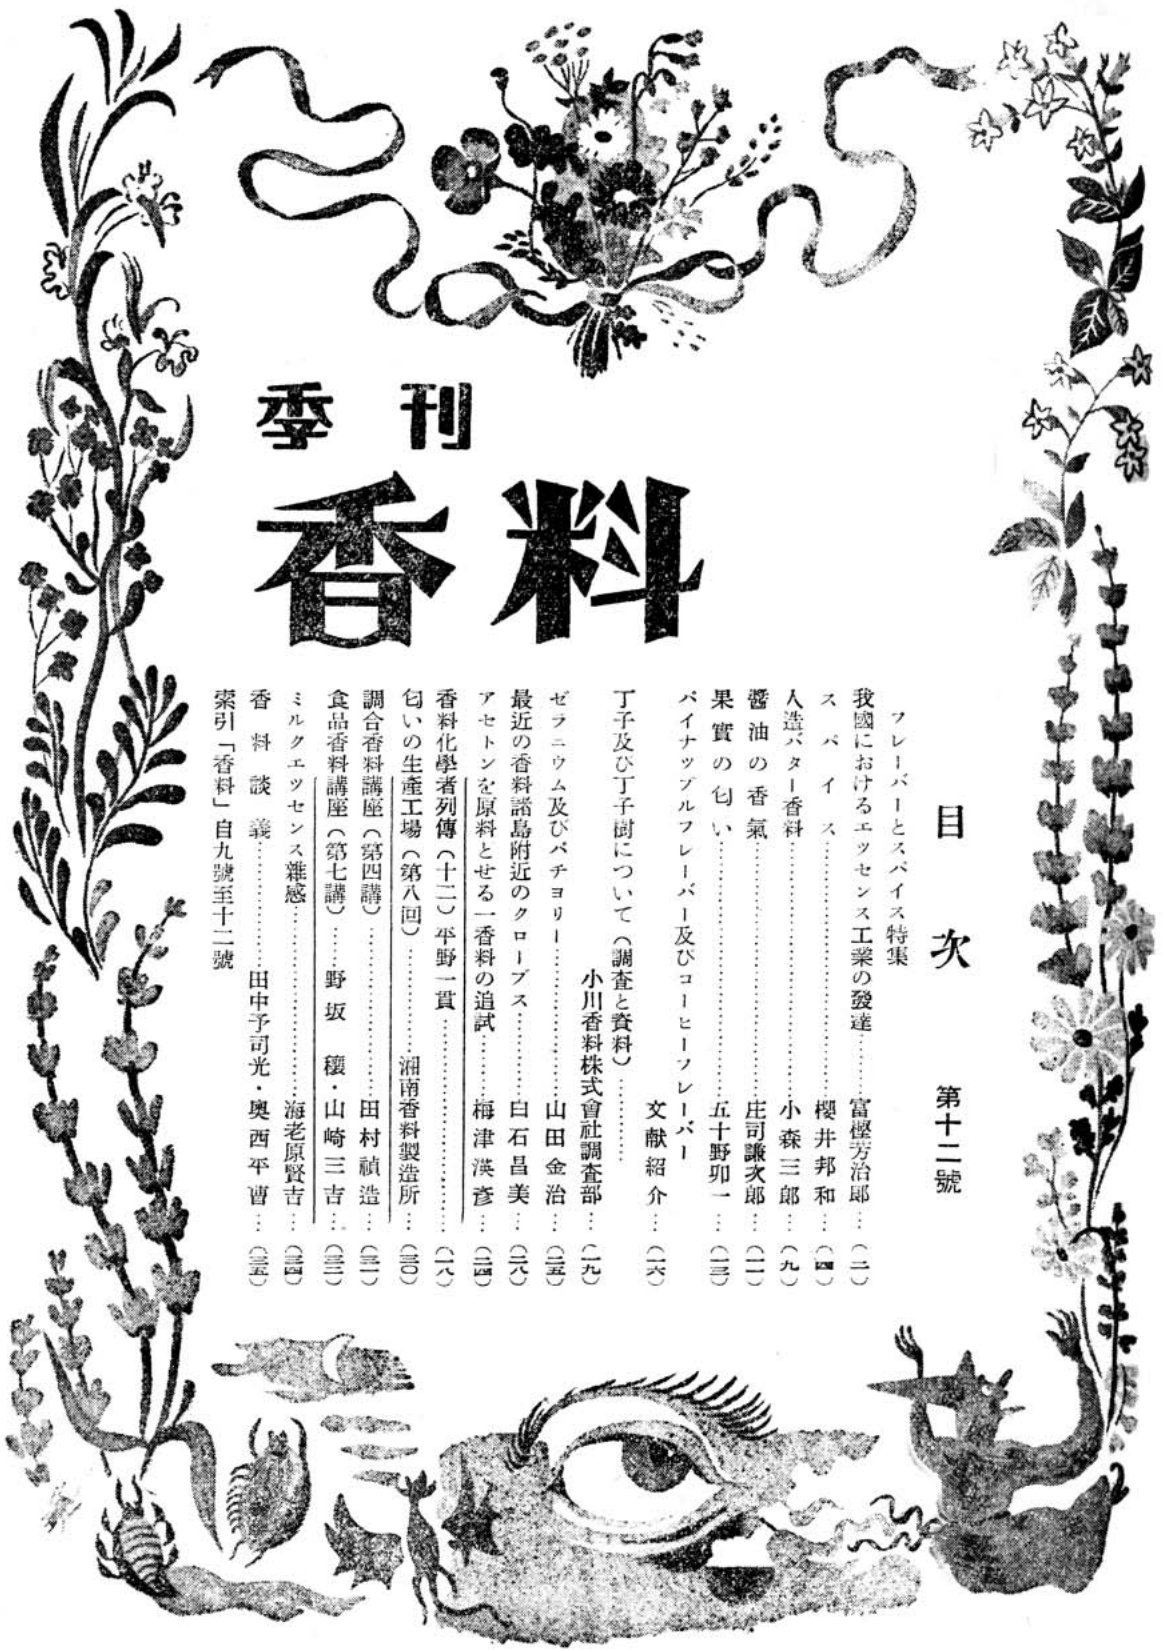 季刊
香料
目次 第十二號
フレーバーとスパイス特集
我國におけるエッセンス工業の發達……富樫芳治郎…(二)
スパイス……櫻井邦和…(四)
人造バター香料……小森三郎…(九)
醬油の香氣……庄司謙次郎…(一一)
果實の匂い……五十野卯一…(一三)
パイナップルフレーバー及びコーヒーフレーバー
文献紹介…(一六)
丁子及び丁子樹について(調査と資料)……
小川香料株式會社調査部…(一九)
ゼラニウム及びパチョリー……山田金治…(二五)
最近の香料諸島附近のクローブス……白石昌美…(二八)
アセトンを原料とせる一香料の追試……梅津渶彥…(二四)
香料化學者列傳(十二)平野一貫……(一八)
匂いの生產工場(第八回)……湘南香料製造所…(三〇)
調合香料講座(第四講)……田村禎造…(三一)
食品香料講座(第七講)……野坂穰・山崎三吉…(三二)
ミルクエッセンス雜感……海老原賢吉…(三四)
香料談義……田中予司光・奥西平曹…(三五)
索引「香料」自九號至十二號